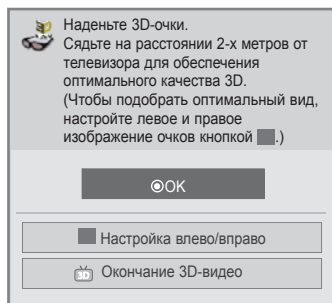 Наденьте 3D-очки.
Сядьте на расстоянии 2-х метров от
телевизора для обеспечения
оптимального качества 3D.
(Чтобы подобрать оптимальный вид,
настройте левое и правое
изображение очков кнопкой .)
OK
Настройка влево/вправо
3D Окончание 3D-видео